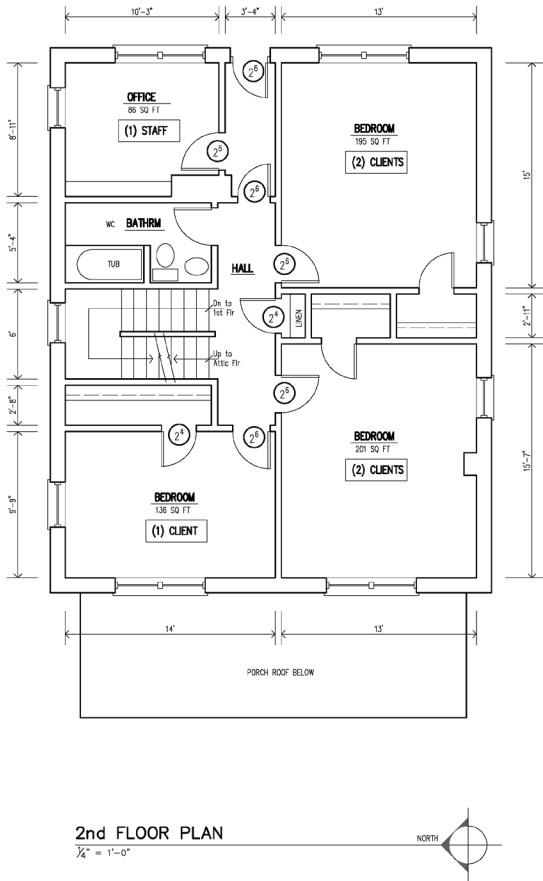 10'-3"
3'-4"
13'
2⁶
OFFICE
86 SQ FT
(1) STAFF
8'-11"
BEDROOM
195 SQ FT
(2) CLIENTS
15'
2⁶
2⁶
WC BATHRM
TUB
5'-4"
HALL
2⁶
Dn to
1st Flr
2⁴
LINEN
2'-11"
6'
Up to
Attic Flr
2⁶
2'-8"
2⁴
2⁶
BEDROOM
201 SQ FT
(2) CLIENTS
15'-7"
BEDROOM
136 SQ FT
(1) CLIENT
9'-9"
14'
13'
PORCH ROOF BELOW
2nd FLOOR PLAN
¼" = 1'-0"
NORTH